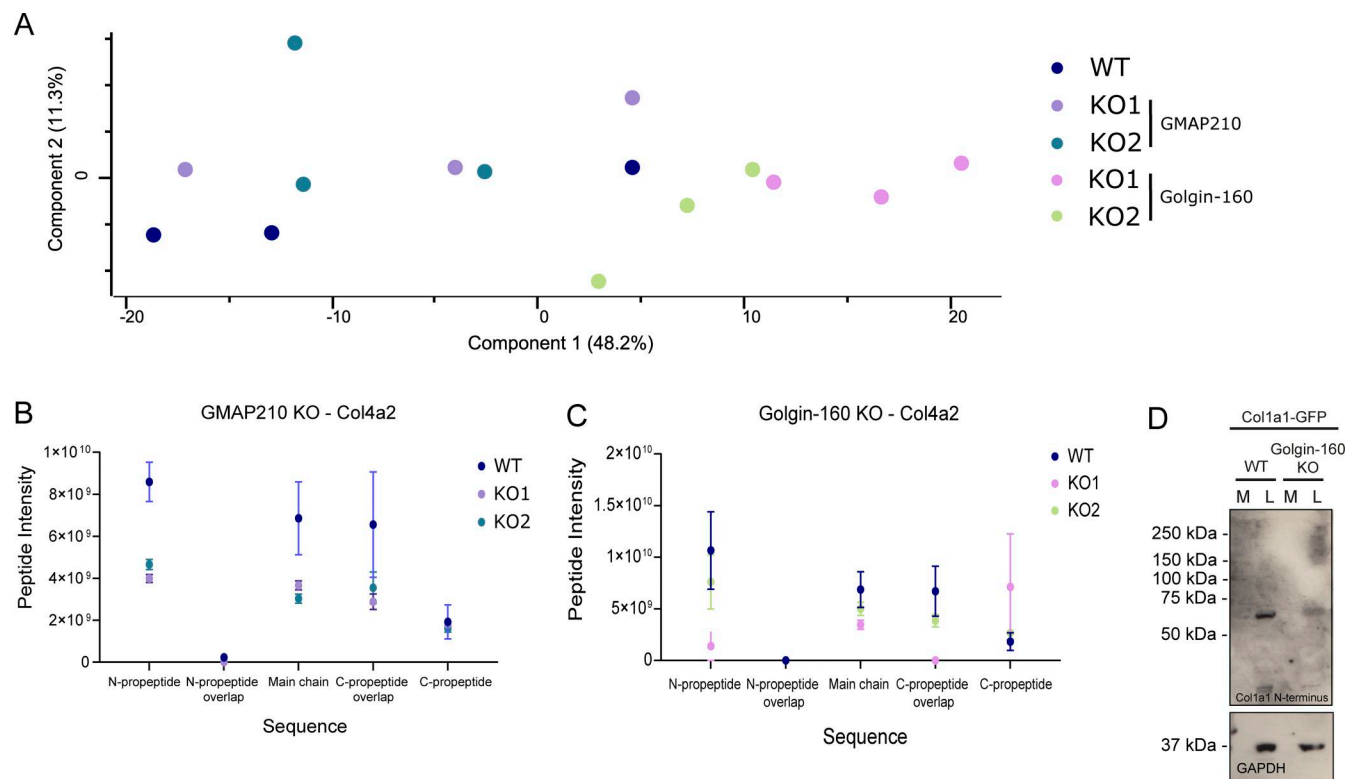 A
Component 2 (11.3%)
0
-20
-10
0
10
20
Component 1 (48.2%)
WT
KO1
KO2
GMAP210
KO1
KO2
Golgin-160
B
GMAP210 KO - Col4a2
Peptide Intensity
1×10¹⁰
8×10⁹
6×10⁹
4×10⁹
2×10⁹
0
N-propeptide
N-propeptide
overlap
Main chain
C-propeptide
overlap
C-propeptide
Sequence
WT
KO1
KO2
C
Golgin-160 KO - Col4a2
Peptide Intensity
2×10¹⁰
1.5×10¹⁰
1×10¹⁰
5×10⁹
0
N-propeptide
N-propeptide
overlap
Main chain
C-propeptide
overlap
C-propeptide
Sequence
WT
KO1
KO2
D
Col1a1-GFP
Golgin-160
WT KO
M L M L
250 kDa -
150 kDa -
100 kDa -
75 kDa -
50 kDa -
Col1a1 N-terminus
37 kDa -
GAPDH